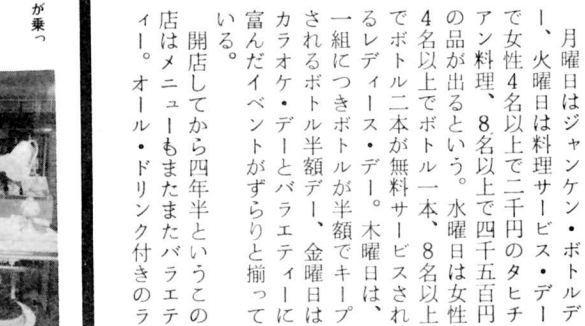 月曜日はジャンケン・ボトルデ
ー、火曜日は料理サービス・デー
で女性4名以上で二千円のタヒチ
アン料理、8名以上で四千五百円
の品が出るという。水曜日は女性
4名以上でボトル一本、8名以上
でボトル二本が無料サービスされ
るレディース・デー。木曜日は、
一組につきボトルが半額でキープ
されるボトル半額デー、金曜日は
カラオケ・デーとバラエティーに
富んだイベントがずらりと揃って
いる。
開店してから四年半というこの
店はメニューもまたまたバラエテ
ィー。オール・ドリンク付きのラ
が乗っ